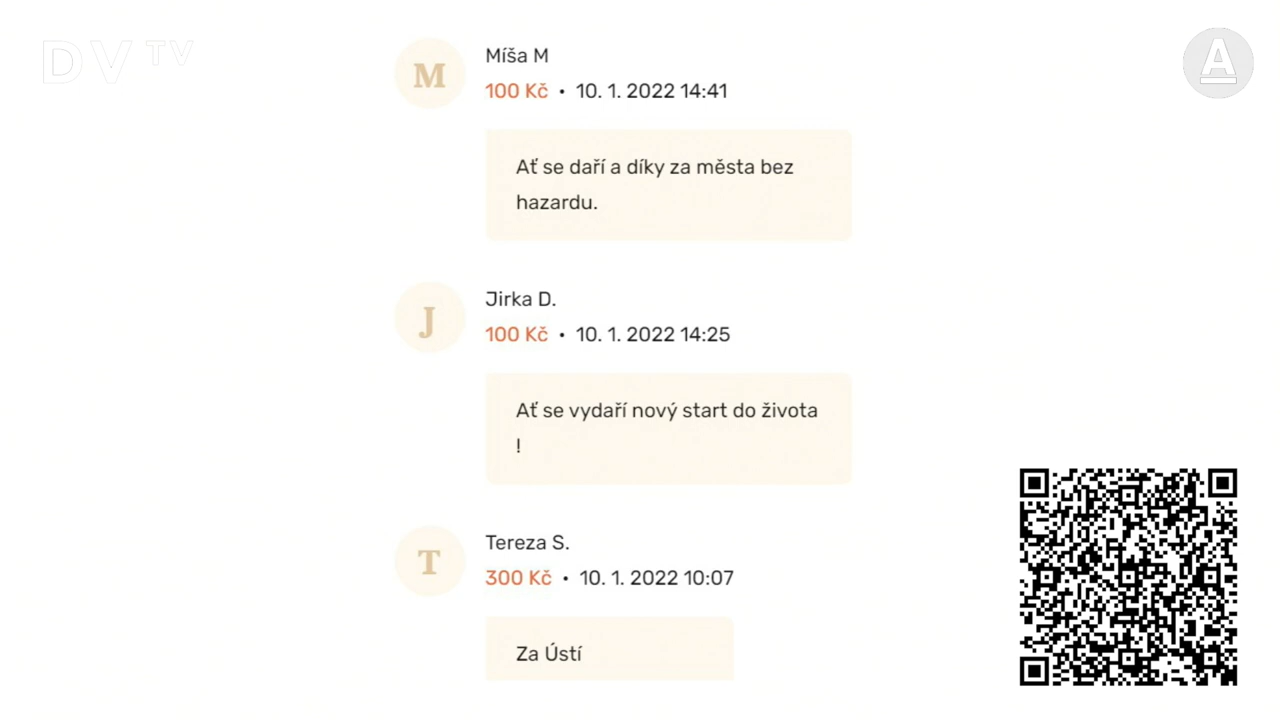 DVTV
A
M
Míša M
100 Kč • 10. 1. 2022 14:41
Ať se daří a díky za města bez
hazardu.
J
Jirka D.
100 Kč • 10. 1. 2022 14:25
Ať se vydaří nový start do života
!
T
Tereza S.
300 Kč • 10. 1. 2022 10:07
Za Ústí